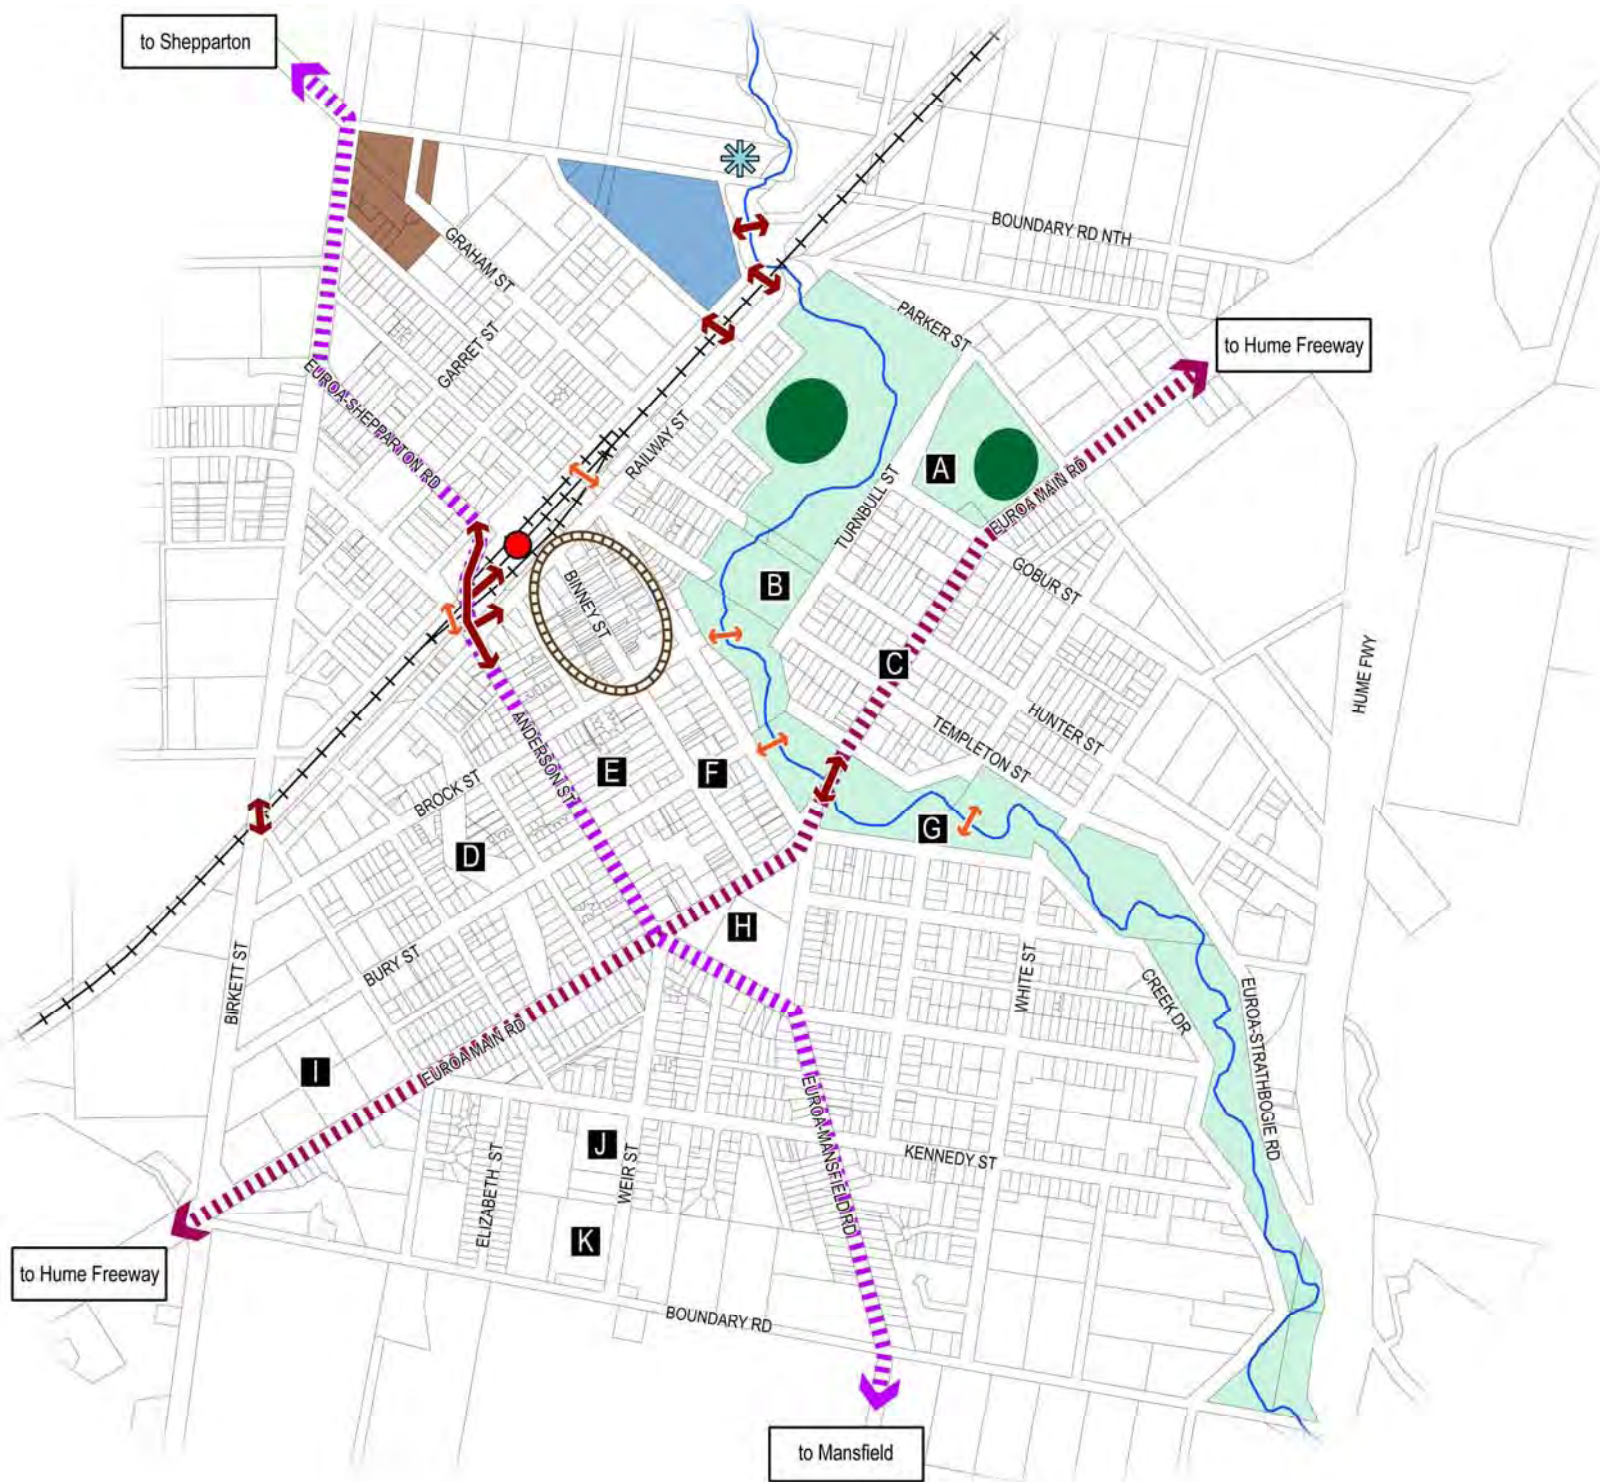 to Shepparton
BOUNDARY RD NTH
GRAHAM ST
PARKER ST
to Hume Freeway
GARRET ST
EUROA-SHEPPARTON RD
RAILWAY ST
A
EUROA MAIN RD
TURNBULL ST
GOBUR ST
BINNEY ST
B
C
HUME FWY
HUNTER ST
TEMPLETON ST
ANDERSON ST
E
F
BROCK ST
G
D
H
BURY ST
BIRKETT ST
WHITE ST
CREEK DR
EUROA-STRATHBOGIE RD
EUROA MAIN RD
I
EUROA-MANSFIELD RD
J
KENNEDY ST
WEIR ST
ELIZABETH ST
K
to Hume Freeway
BOUNDARY RD
to Mansfield